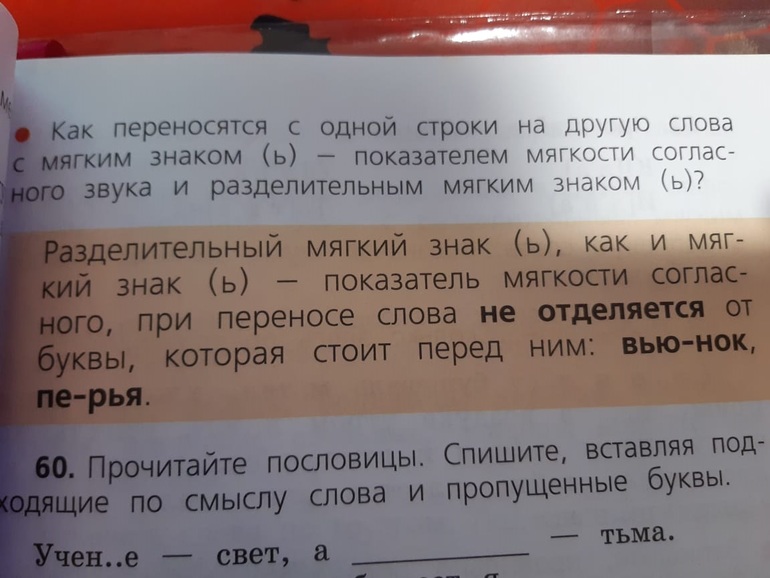 • Как переносятся с одной строки на другую слова
с мягким знаком (ь) — показателем мягкости соглас-
ного звука и разделительным мягким знаком (ь)?
Разделительный мягкий знак (ь), как и мяг-
кий знак (ь) — показатель мягкости соглас-
ного, при переносе слова не отделяется от
буквы, которая стоит перед ним: вью-нок,
пе-рья.
60. Прочитайте пословицы. Спишите, вставляя под-
ходящие по смыслу слова и пропущенные буквы.
Учен..е — свет, а ____________ — тьма.